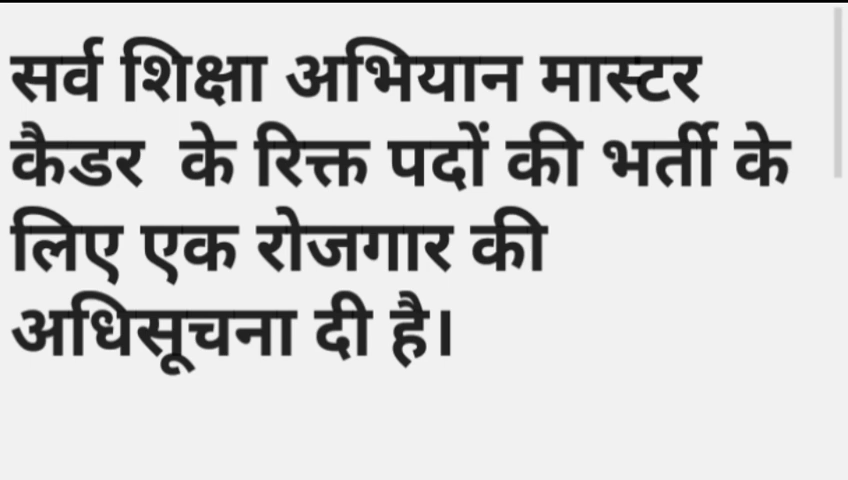 सर्व शिक्षा अभियान मास्टर
कैडर  के रिक्त पदों की भर्ती के
लिए एक रोजगार की
अधिसूचना दी है।